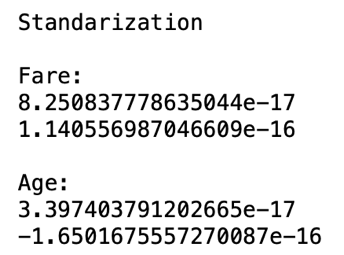 Standarization
Fare:
8.250837778635044e-17
1.140556987046609e-16
Age:
3.397403791202665e-17
-1.6501675557270087e-16